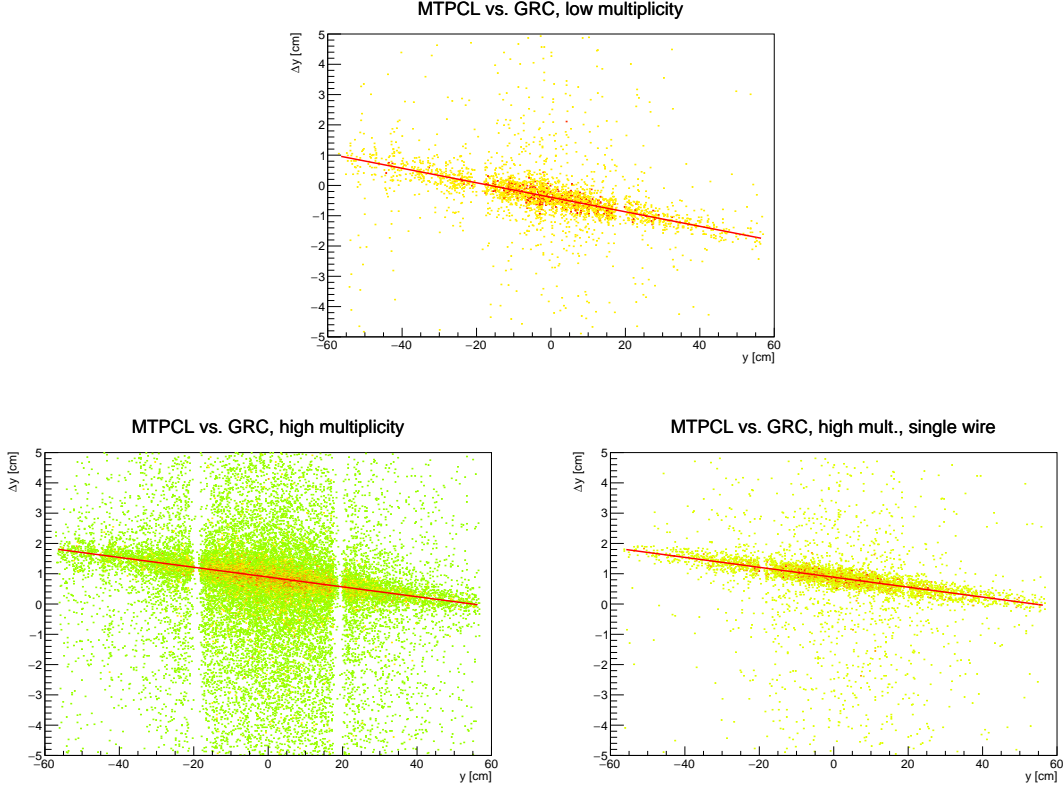 MTPCL vs. GRC, low multiplicity
Δy [cm]
5
4
3
2
1
0
−1
−2
−3
−4
−5
−60 −40 −20 0 20 40 60
y [cm]
MTPCL vs. GRC, high multiplicity
Δy [cm]
5
4
3
2
1
0
−1
−2
−3
−4
−5
−60 −40 −20 0 20 40 60
y [cm]
MTPCL vs. GRC, high mult., single wire
Δy [cm]
5
4
3
2
1
0
−1
−2
−3
−4
−5
−60 −40 −20 0 20 40 60
y [cm]